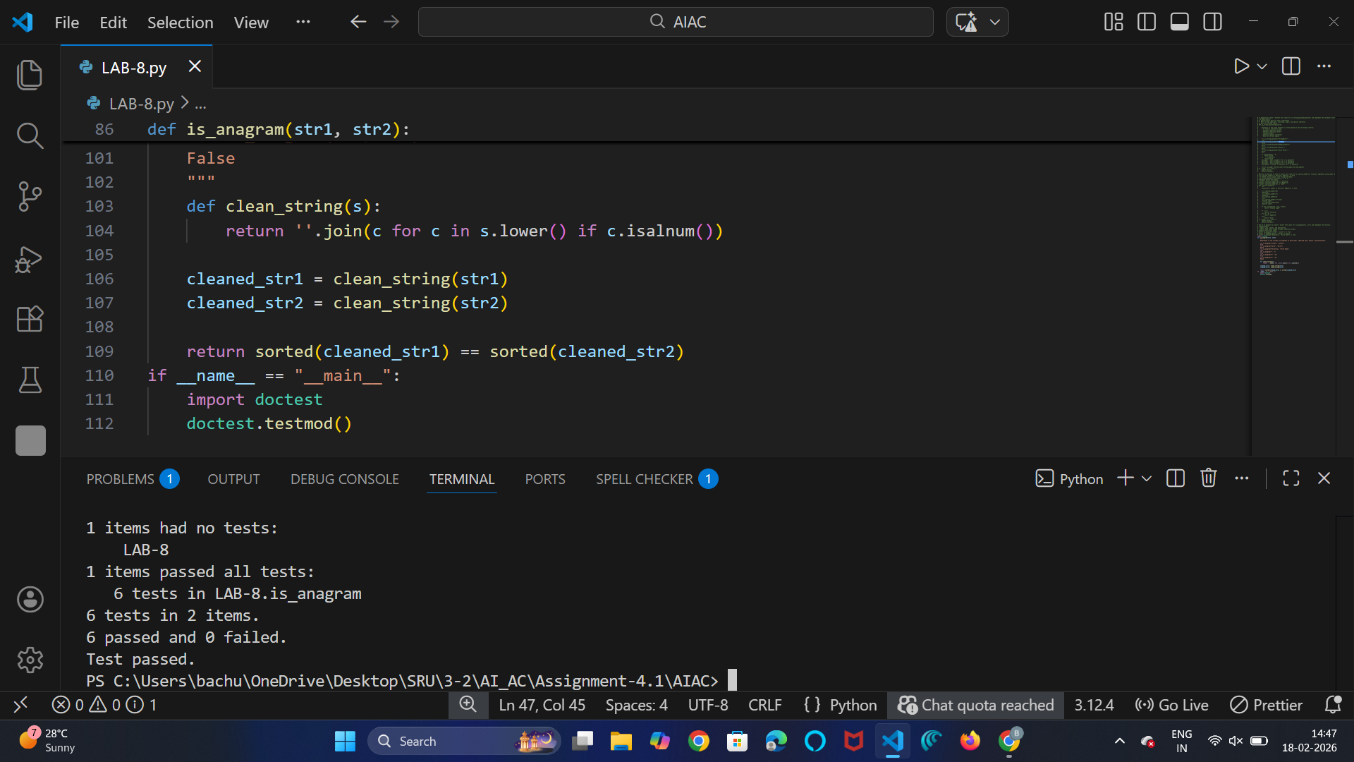 File Edit Selection View ··· AIAC
LAB-8.py
LAB-8.py > ...
86 def is_anagram(str1, str2):
101 False
102 """
103 def clean_string(s):
104 return ''.join(c for c in s.lower() if c.isalnum())
105
106 cleaned_str1 = clean_string(str1)
107 cleaned_str2 = clean_string(str2)
108
109 return sorted(cleaned_str1) == sorted(cleaned_str2)
110 if __name__ == "__main__":
111 import doctest
112 doctest.testmod()
PROBLEMS 1 OUTPUT DEBUG CONSOLE TERMINAL PORTS SPELL CHECKER 1 Python
1 items had no tests:
LAB-8
1 items passed all tests:
6 tests in LAB-8.is_anagram
6 tests in 2 items.
6 passed and 0 failed.
Test passed.
PS C:\Users\bachu\OneDrive\Desktop\SRU\3-2\AI_AC\Assignment-4.1\AIAC>
0 0 1 Ln 47, Col 45 Spaces: 4 UTF-8 CRLF {} Python Chat quota reached 3.12.4 Go Live Prettier
7 28°C
Sunny
Search
8
ENG
IN
14:47
18-02-2026